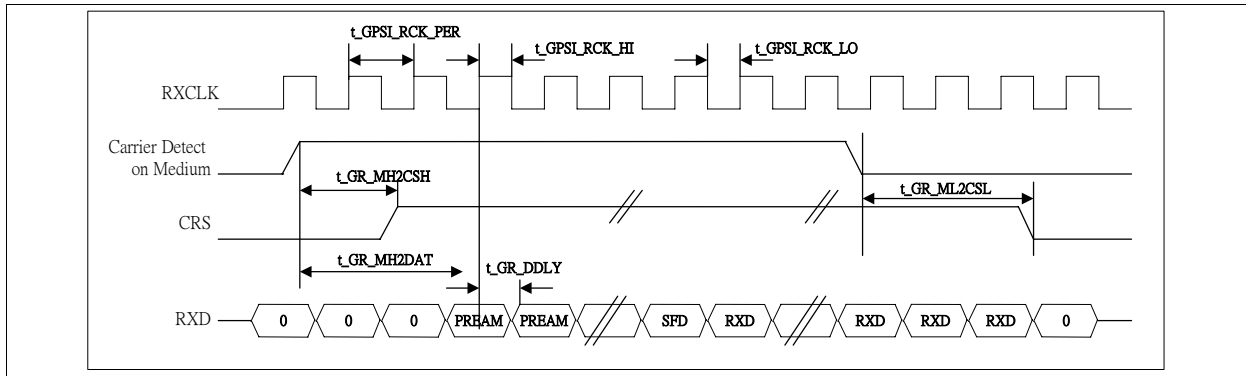 t_GPSI_RCK_PER
t_GPSI_RCK_HI
t_GPSI_RCK_LO
RXCLK
Carrier Detect
on Medium
t_GR_MH2CSH
t_GR_ML2CSL
CRS
t_GR_MH2DAT
t_GR_DDLY
RXD 0 0 0 PREAM PREAM SFD RXD RXD RXD RXD 0